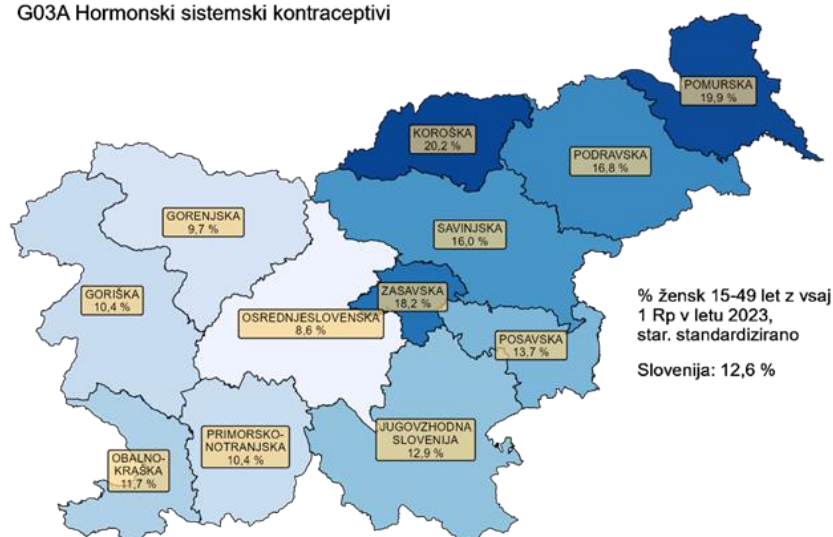 G03A Hormonski sistemski kontraceptivi
POMURSKA
19,9 %
KOROŠKA
20,2 %
PODRAVSKA
16,8 %
GORENJSKA
9,7 %
SAVINJSKA
16,0 %
GORIŠKA
10,4 %
ZASAVSKA
18,2 %
OSREDNJESLOVENSKA
8,6 %
POSAVSKA
13,7 %
% žensk 15-49 let z vsaj
1 Rp v letu 2023,
star. standardizirano
Slovenija: 12,6 %
JUGOVZHODNA
SLOVENIJA
12,9 %
PRIMORSKO-
NOTRANJSKA
10,4 %
OBALNO-
KRAŠKA
11,7 %